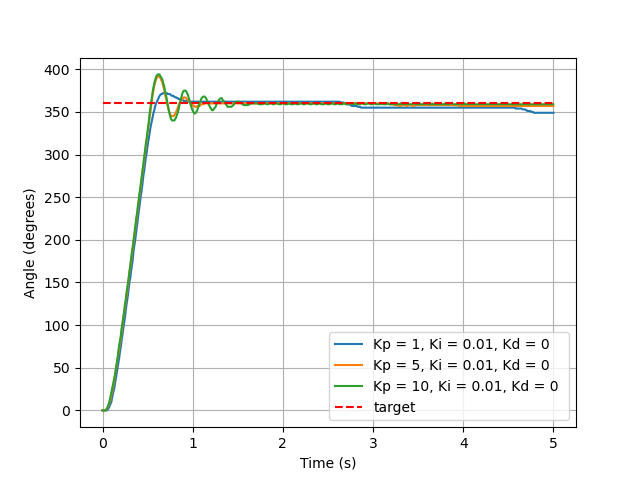 400
350
300
250
200
150
100
50
0
Angle (degrees)
Kp = 1, Ki = 0.01, Kd = 0
Kp = 5, Ki = 0.01, Kd = 0
Kp = 10, Ki = 0.01, Kd = 0
target
0 1 2 3 4 5
Time (s)